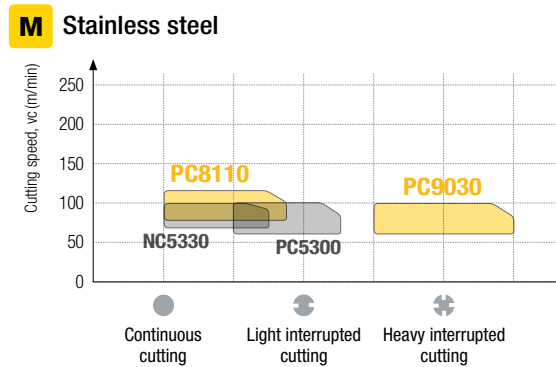 M Stainless steel
Cutting speed, vc (m/min)
250
200
150
100
50
0
PC8110
PC9030
NC5330
PC5300
Continuous
cutting
Light interrupted
cutting
Heavy interrupted
cutting